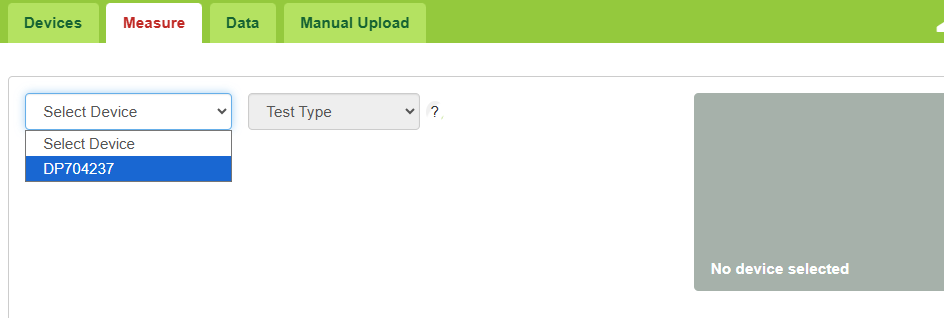 Devices Measure Data Manual Upload
Select Device Test Type ?
Select Device
DP704237
No device selected